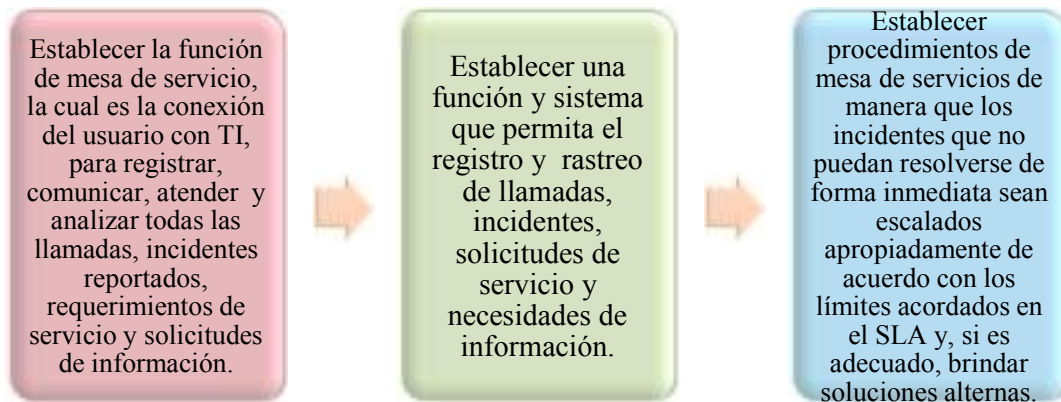 Establecer la función
de mesa de servicio,
la cual es la conexión
del usuario con TI,
para registrar,
comunicar, atender y
analizar todas las
llamadas, incidentes
reportados,
requerimientos de
servicio y solicitudes
de información.
Establecer una
función y sistema
que permita el
registro y rastreo
de llamadas,
incidentes,
solicitudes de
servicio y
necesidades de
información.
Establecer
procedimientos de
mesa de servicios de
manera que los
incidentes que no
puedan resolverse de
forma inmediata sean
escalados
apropiadamente de
acuerdo con los
límites acordados en
el SLA y, si es
adecuado, brindar
soluciones alternas.